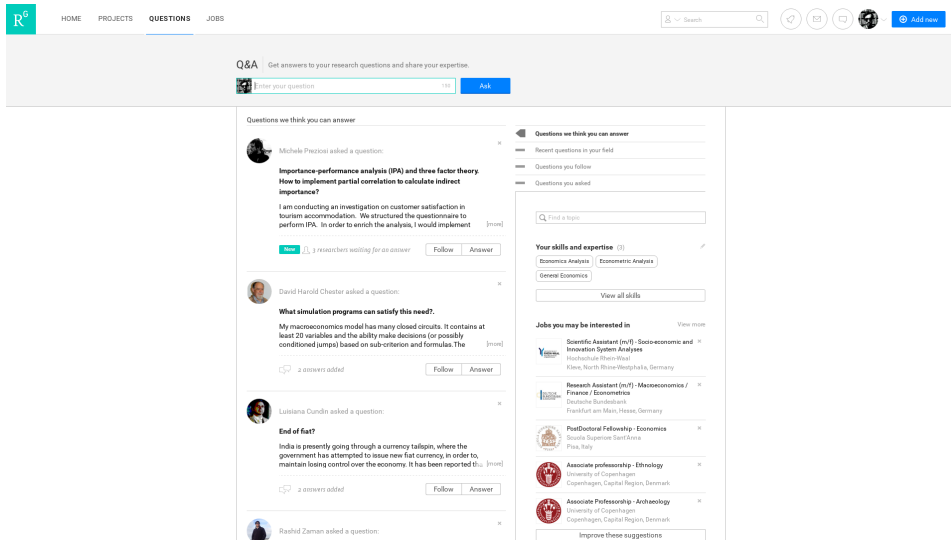 RG
HOME PROJECTS QUESTIONS JOBS
Search
Add new
Q&A Get answers to your research questions and share your expertise.
Enter your question
Ask
Questions we think you can answer
Michele Preziosi asked a question:
Importance-performance analysis (IPA) and three factor theory.
How to implement partial correlation to calculate indirect
importance?
I am conducting an investigation on customer satisfaction in
tourism accommodation. We structured the questionnaire to
perform IPA. In order to enrich the analysis, I would implement [more]
New 3 researchers waiting for an answer Follow Answer
David Harold Chester asked a question:
What simulation programs can satisfy this need?.
My macroeconomics model has many closed circuits. It contains at
least 20 variables and the ability make decisions (or possibly
conditioned jumps) based on sub-criterion and formulas.The [more]
2 answers added Follow Answer
Luisiana Cundin asked a question:
End of fiat?
India is presently going through a currency tailspin, where the
government has attempted to issue new fiat currency, in order to,
maintain losing control over the economy. It has been reported th... [more]
2 answers added Follow Answer
Rashid Zaman asked a question:
Questions we think you can answer
Recent questions in your field
Questions you follow
Questions you asked
Find a topic
Your skills and expertise (3)
Economics Analysis Econometric Analysis
General Economics
View all skills
Jobs you may be interested in View more
Scientific Assistant (m/f) - Socio-economic and
Innovation System Analyses
Hochschule Rhein-Waal
Kleve, North Rhine-Westphalia, Germany
Research Assistant (m/f) - Macroeconomics /
Finance / Econometrics
Deutsche Bundesbank
Frankfurt am Main, Hesse, Germany
PostDoctoral Fellowship - Economics
Scuola Superiore Sant'Anna
Pisa, Italy
Associate professorship - Ethnology
University of Copenhagen
Copenhagen, Capital Region, Denmark
Associate Professorship - Archaeology
University of Copenhagen
Copenhagen, Capital Region, Denmark
Improve these suggestions